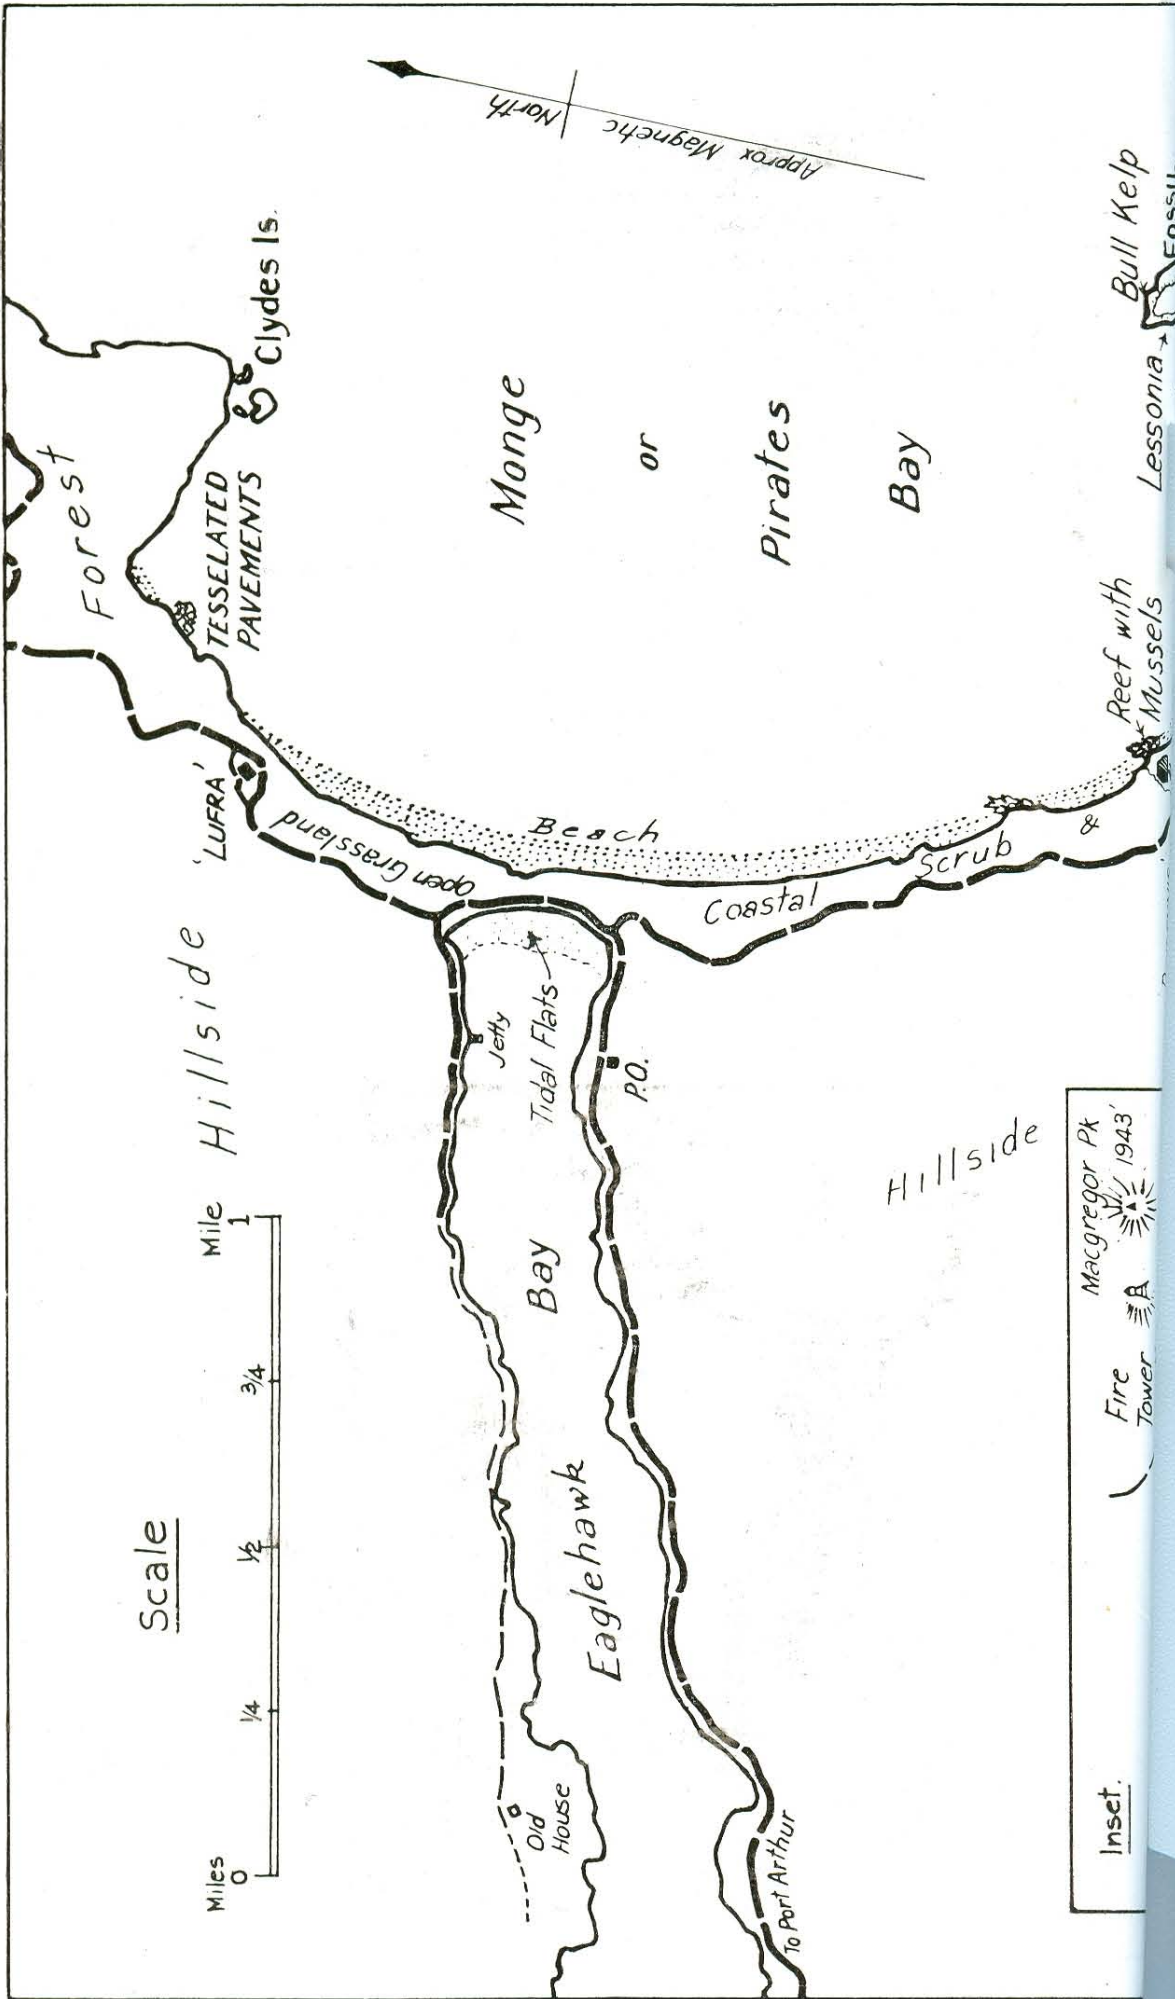 Scale
Miles
0
1/4
1/2
3/4
1
Mile
Hillside
'LUFRA'
Forest
TESSELATED
PAVEMENTS
Clydes Is.
Approx Magnetic North
Old
House
Eaglehawk
Bay
Jetty
Tidal Flats
P.O.
open Grassland
Beach
Coastal
Scrub
&
Monge
or
Pirates
Bay
To Port Arthur
Hillside
Reef with
Mussels
Lessonia
Bull Kelp
Inset.
Fire
Tower
Macgregor Pk
1943'